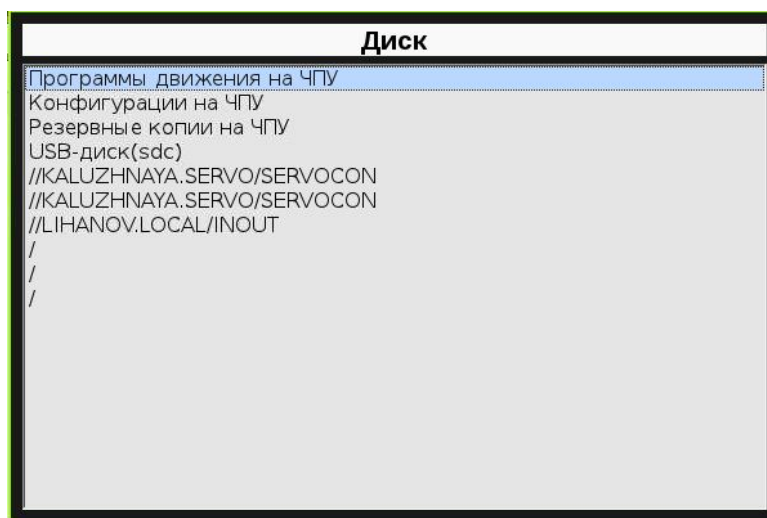 Диск
Программы движения на ЧПУ
Конфигурации на ЧПУ
Резервные копии на ЧПУ
USB-диск(sdc)
//KALUZHNAYA.SERVO/SERVOCON
//KALUZHNAYA.SERVO/SERVOCON
//LIHANOV.LOCAL/INOUT
/
/
/